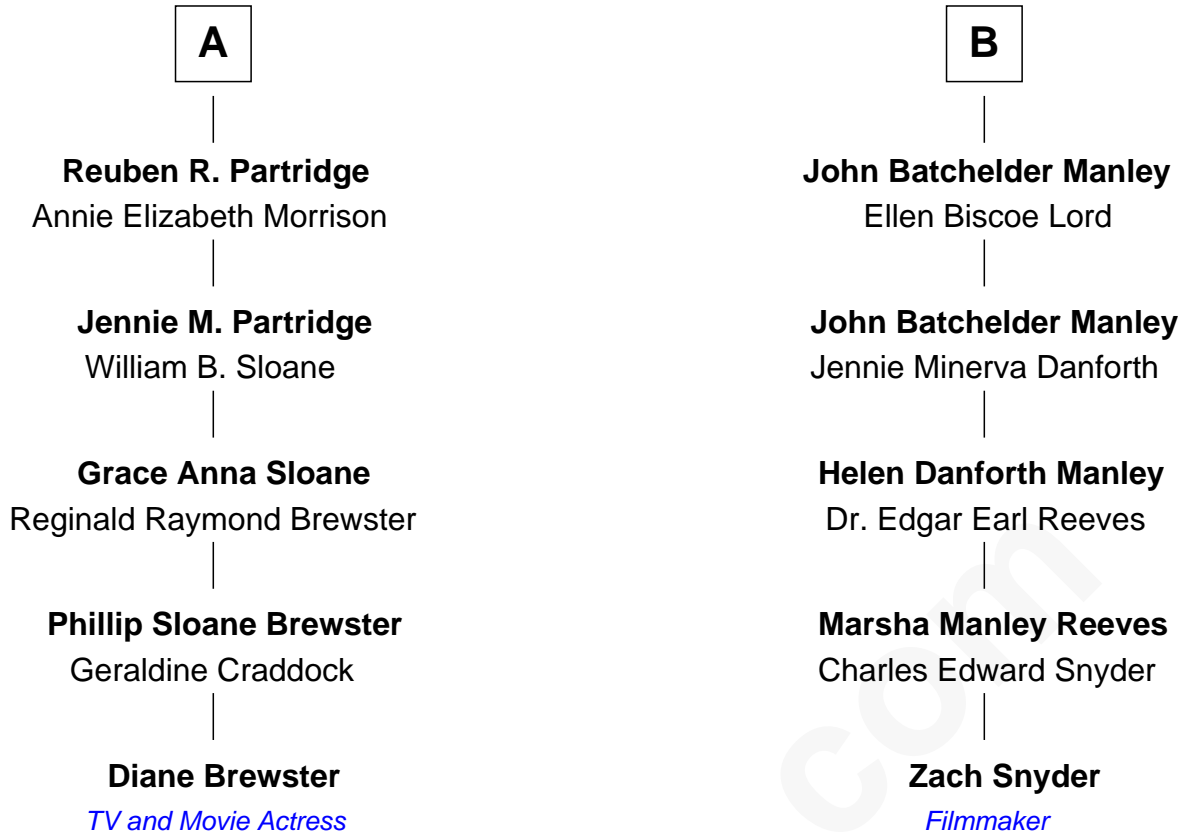 A
Reuben R. Partridge
Annie Elizabeth Morrison
Jennie M. Partridge
William B. Sloane
Grace Anna Sloane
Reginald Raymond Brewster
Phillip Sloane Brewster
Geraldine Craddock
Diane Brewster
TV and Movie Actress
B
John Batchelder Manley
Ellen Biscoe Lord
John Batchelder Manley
Jennie Minerva Danforth
Helen Danforth Manley
Dr. Edgar Earl Reeves
Marsha Manley Reeves
Charles Edward Snyder
Zach Snyder
Filmmaker
com